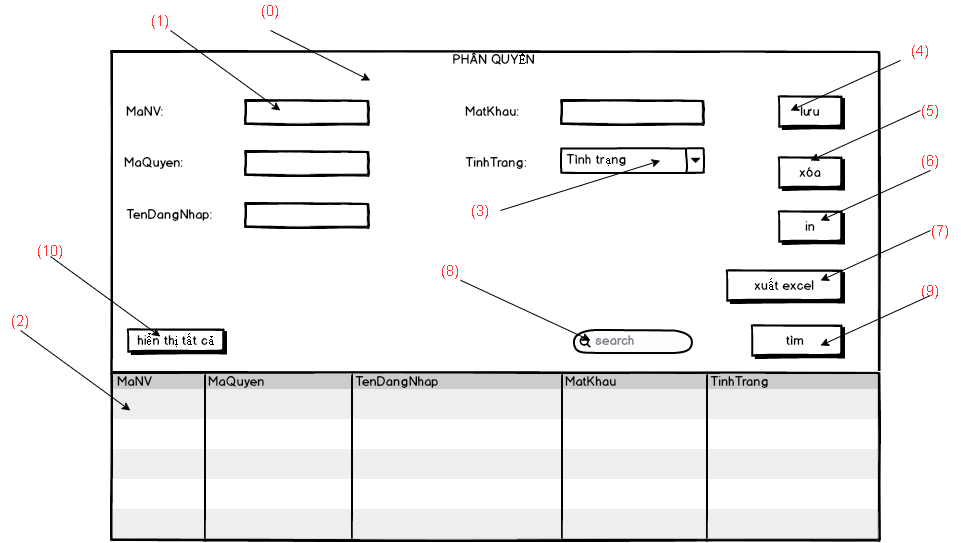 (0)
(1)
PHÂN QUYỀN
(4)
MaNV:
MatKhau:
lưu
(5)
MaQuyen:
TinhTrang:
Tình trạng
xóa
(6)
(3)
TenDangNhap:
in
(7)
(10)
(8)
xuất excel
(9)
(2)
hiển thị tất cả
search
tìm
MaNV MaQuyen TenDangNhap MatKhau TinhTrang